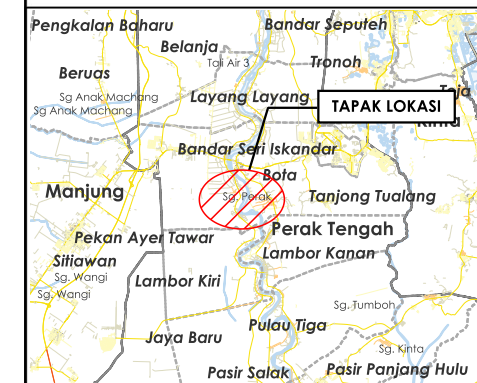 Pengkalan Baharu
Bandar Seputeh
Belanja
Tali Air 3
Tronoh
Beruas
Sg Anak Machang
Sg Anak Machang
Layang Layang
TAPAK LOKASI
Teja
Kinta
Bandar Seri Iskandar
Bota
Manjung
Sg. Perak
Tanjong Tualang
Perak Tengah
Pekan Ayer Tawar
Lambor Kanan
Sitiawan
Sg. Wangi
Sg. Wangi
Lambor Kiri
Sg. Tumboh
Pulau Tiga
Jaya Baru
Sg. Kinta
Pasir Salak
Pasir Panjang Hulu